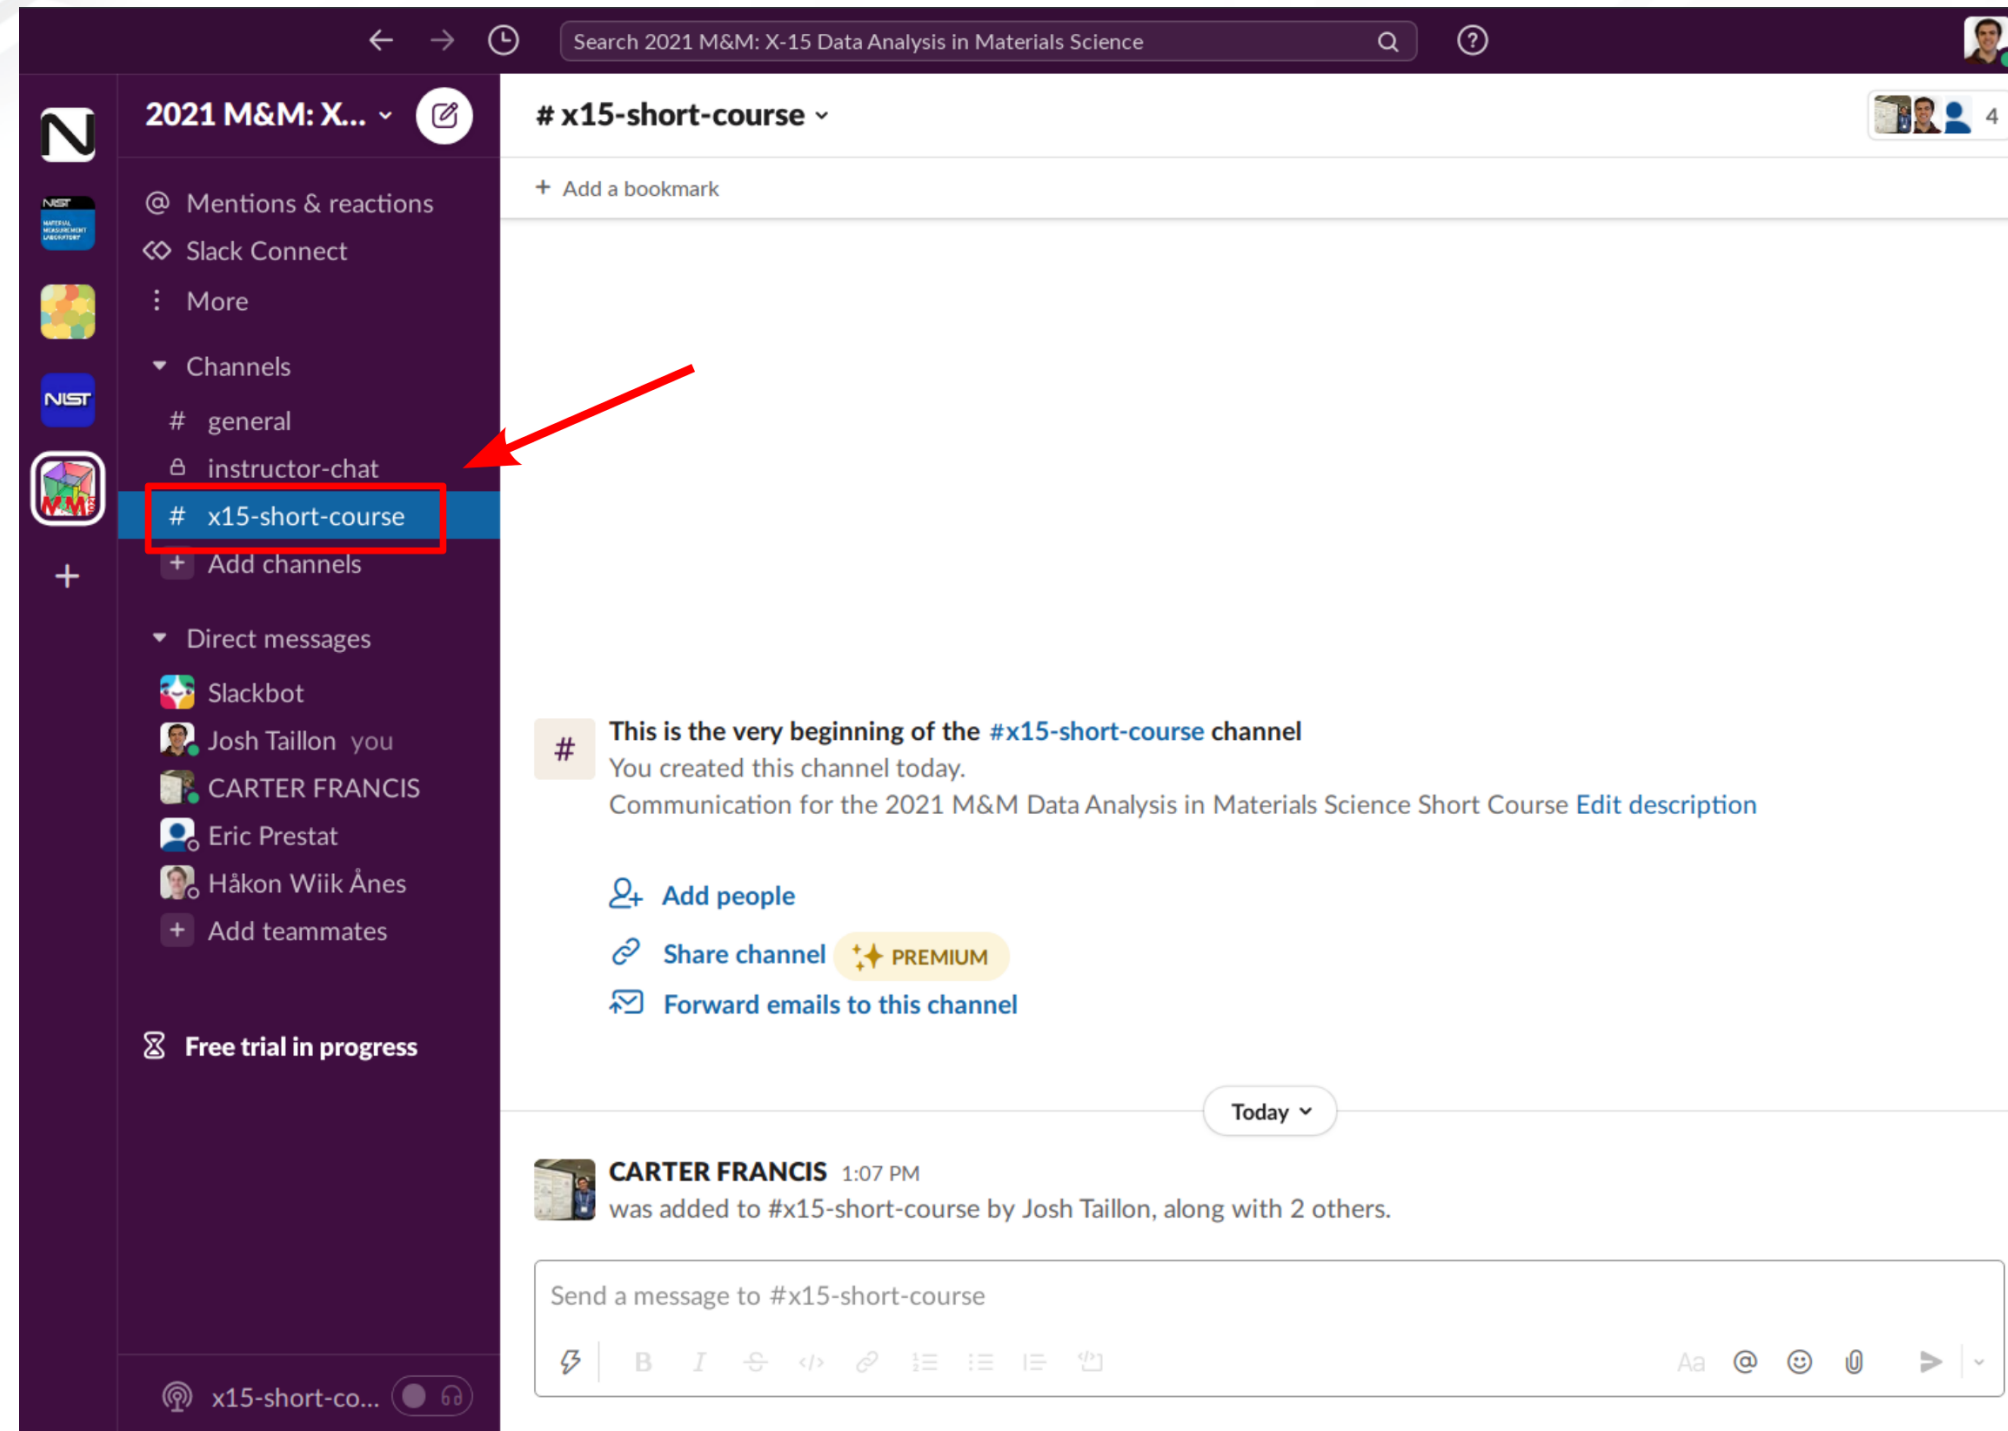 Search 2021 M&M: X-15 Data Analysis in Materials Science
2021 M&M: X...
# x15-short-course
4
+ Add a bookmark
NIST
MATERIAL
MEASUREMENT
LABORATORY
@ Mentions & reactions
Slack Connect
More
Channels
# general
instructor-chat
# x15-short-course
+ Add channels
NIST
M&M
Direct messages
Slackbot
Josh Taillon you
CARTER FRANCIS
Eric Prestat
Håkon Wiik Ånes
+ Add teammates
Free trial in progress
x15-short-co...
# This is the very beginning of the #x15-short-course channel
You created this channel today.
Communication for the 2021 M&M Data Analysis in Materials Science Short Course Edit description
Add people
Share channel PREMIUM
Forward emails to this channel
Today
CARTER FRANCIS 1:07 PM
was added to #x15-short-course by Josh Taillon, along with 2 others.
Send a message to #x15-short-course
B I S </> Aa @